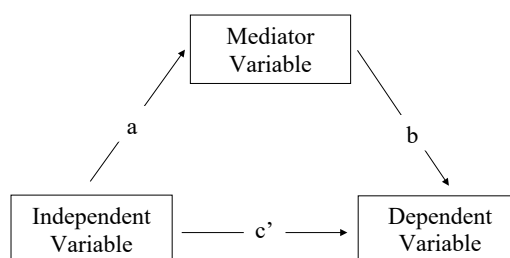 Mediator
Variable
a
b
Independent
Variable
c’
Dependent
Variable